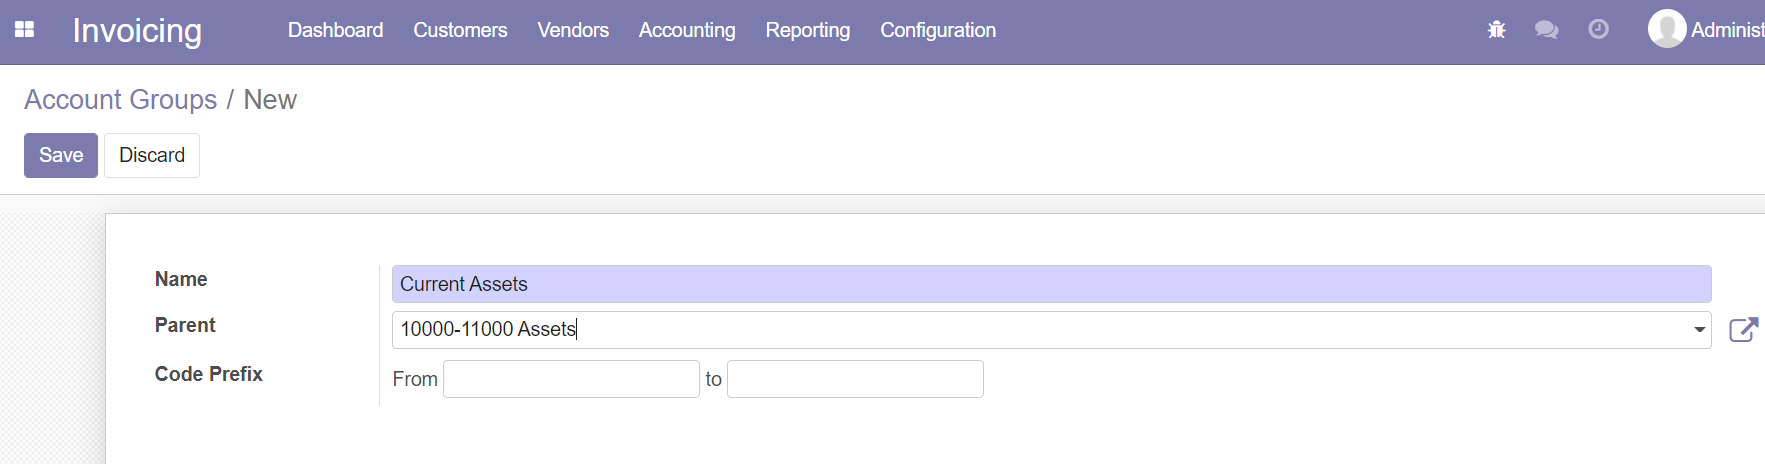 Invoicing Dashboard Customers Vendors Accounting Reporting Configuration Administ
Account Groups / New
Save Discard
Name Current Assets
Parent 10000-11000 Assets
Code Prefix From to